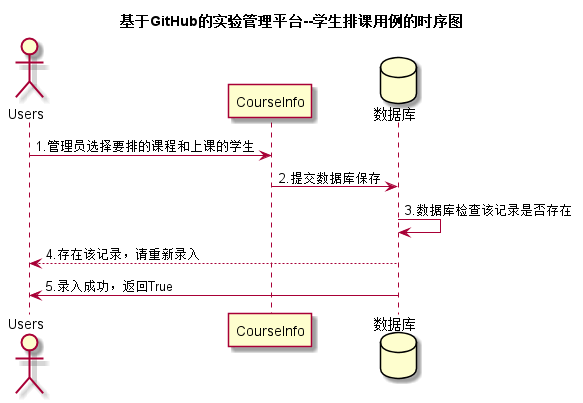 基于GitHub的实验管理平台--学生排课用例的时序图
Users
CourseInfo
数据库
1.管理员选择要排的课程和上课的学生
2.提交数据库保存
3.数据库检查该记录是否存在
4.存在该记录，请重新录入
5.录入成功，返回True
Users
CourseInfo
数据库